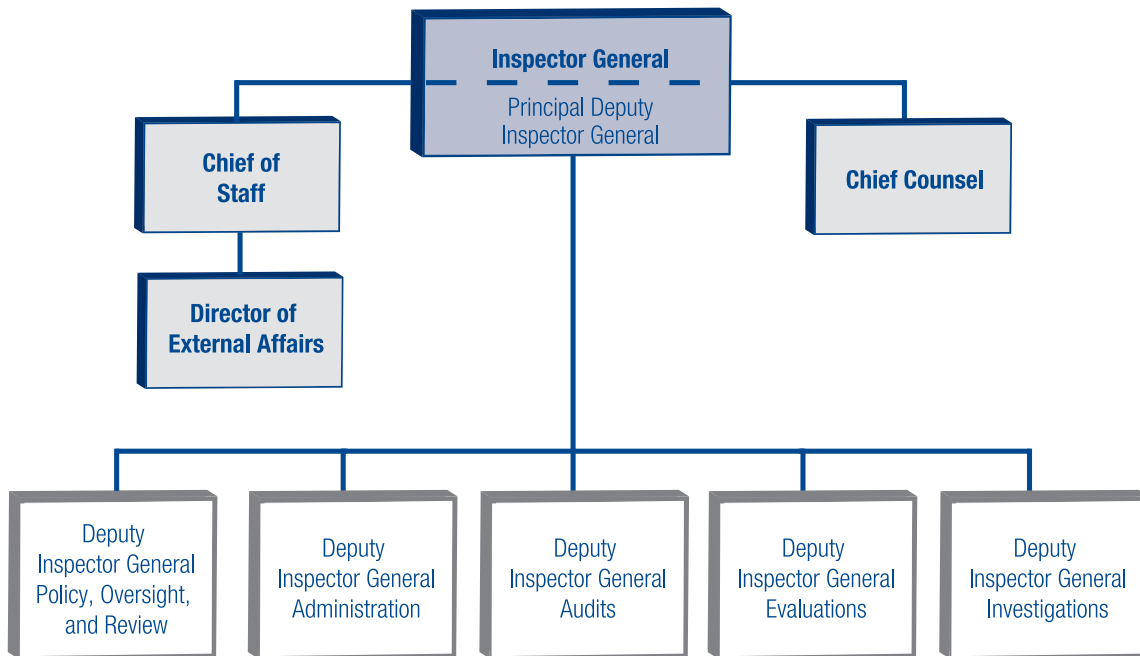 Inspector General
Principal Deputy
Inspector General
Chief of
Staff
Chief Counsel
Director of
External Affairs
Deputy
Inspector General
Policy, Oversight,
and Review
Deputy
Inspector General
Administration
Deputy
Inspector General
Audits
Deputy
Inspector General
Evaluations
Deputy
Inspector General
Investigations